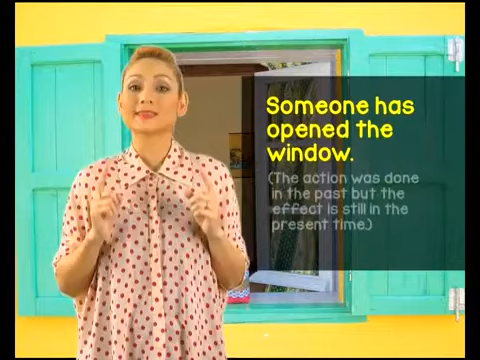 Someone has
opened the
window.
(The action was done
in the past but the
effect is still in the
present time.)